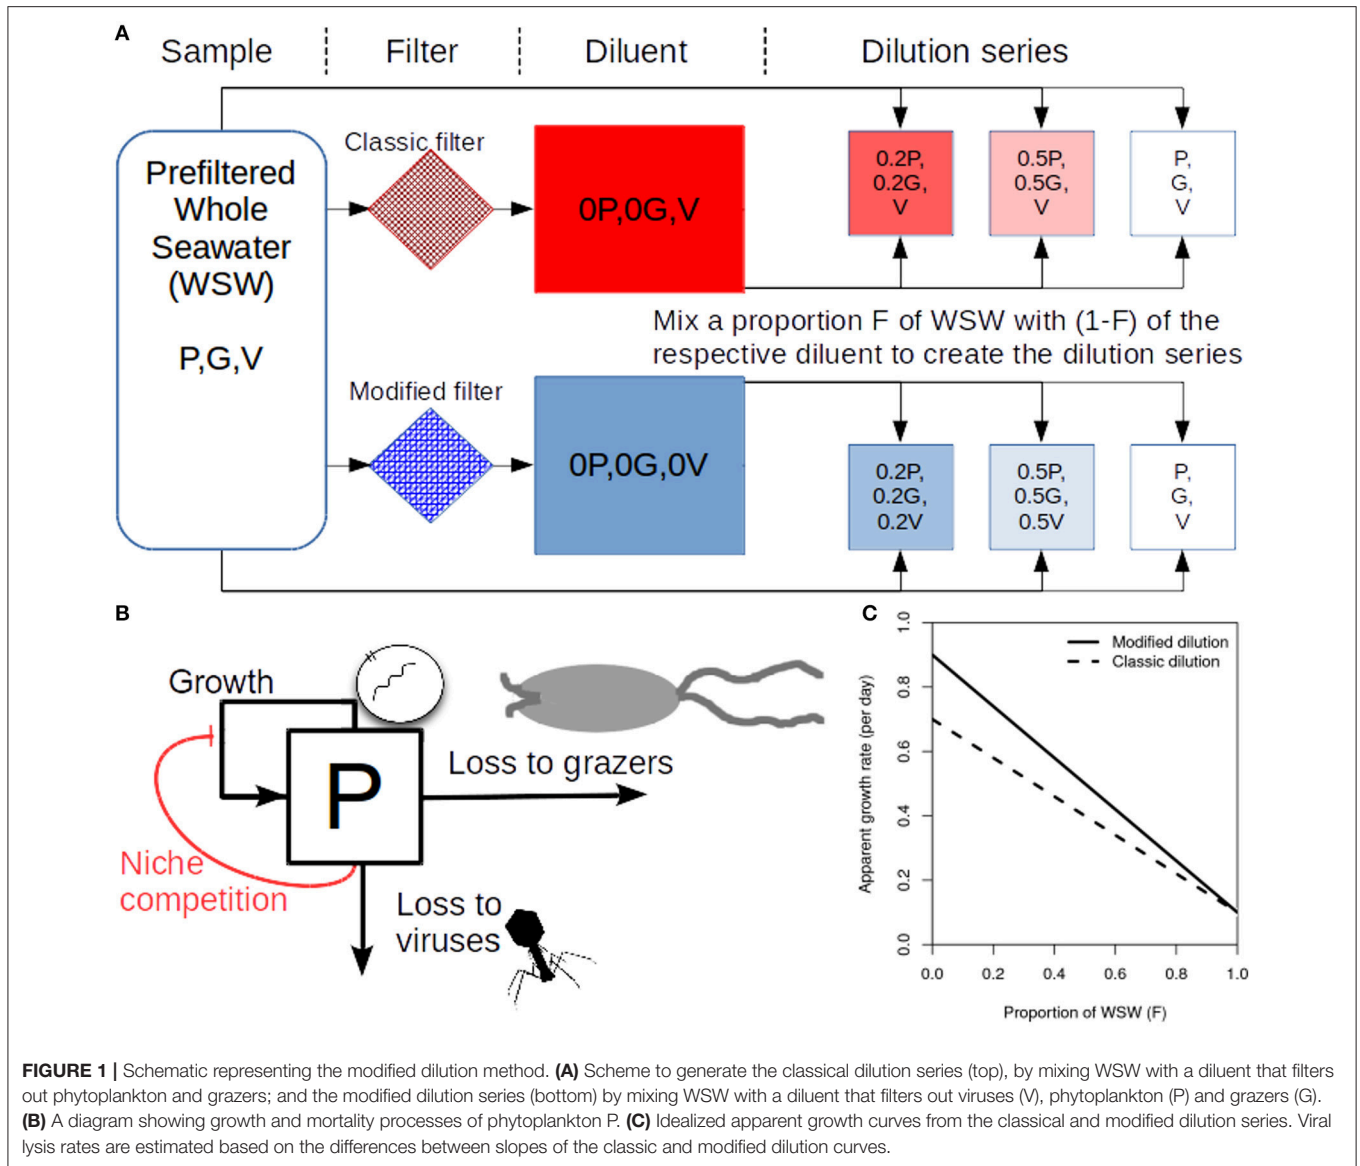 A
Sample
Filter
Diluent
Dilution series
Prefiltered
Whole
Seawater
(WSW)
P,G,V
Classic filter
0P,0G,V
0.2P,
0.2G,
V
0.5P,
0.5G,
V
P,
G,
V
Mix a proportion F of WSW with (1-F) of the
respective diluent to create the dilution series
Modified filter
0P,0G,0V
0.2P,
0.2G,
0.2V
0.5P,
0.5G,
0.5V
P,
G,
V
B
Growth
P
Loss to grazers
Niche
competition
Loss to
viruses
C
Modified dilution
Classic dilution
Apparent growth rate (per day)
1.0
0.8
0.6
0.4
0.2
0.0
0.0 0.2 0.4 0.6 0.8 1.0
Proportion of WSW (F)
FIGURE 1 | Schematic representing the modified dilution method. (A) Scheme to generate the classical dilution series (top), by mixing WSW with a diluent that filters
out phytoplankton and grazers; and the modified dilution series (bottom) by mixing WSW with a diluent that filters out viruses (V), phytoplankton (P) and grazers (G).
(B) A diagram showing growth and mortality processes of phytoplankton P. (C) Idealized apparent growth curves from the classical and modified dilution series. Viral
lysis rates are estimated based on the differences between slopes of the classic and modified dilution curves.